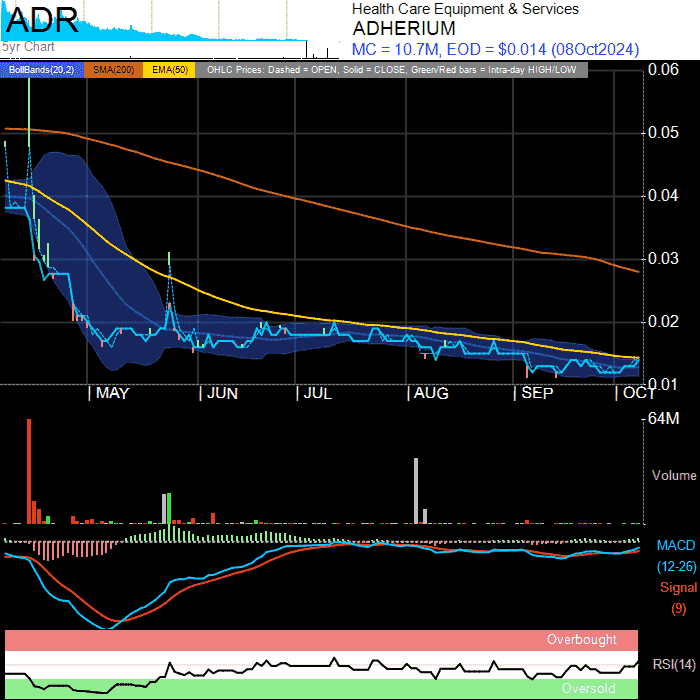 ADR
5yr Chart
Health Care Equipment & Services
ADHERIUM
MC = 10.7M, EOD = $0.014 (08Oct2024)
BollBands(20,2) SMA(200) EMA(50) OHLC Prices: Dashed = OPEN, Solid = CLOSE, Green/Red bars = Intra-day HIGH/LOW
0.06
0.05
0.04
0.03
0.02
0.01
MAY JUN JUL AUG SEP OCT
64M
Volume
MACD
(12-26)
Signal
(9)
Overbought
RSI(14)
Oversold